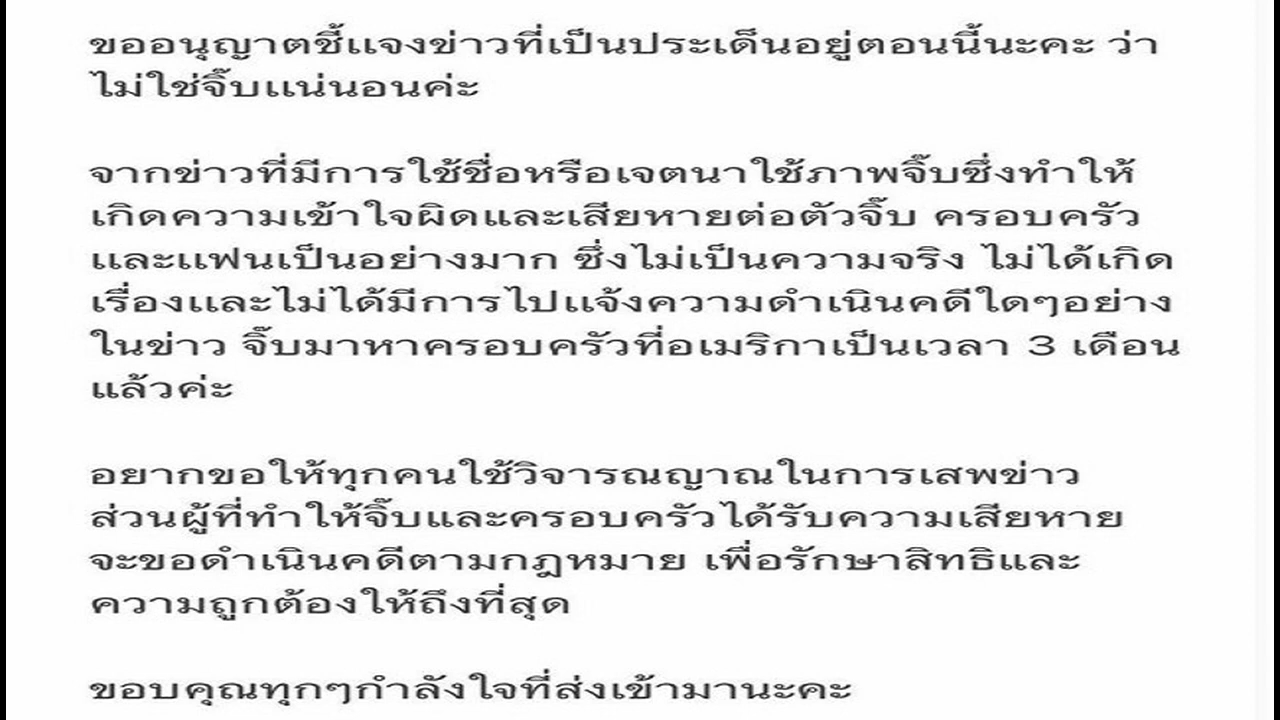 ขออนุญาตชี้แจงข่าวที่เป็นประเด็นอยู่ตอนนี้นะคะ ว่า
ไม่ใช่จิ๊บแน่นอนค่ะ
จากข่าวที่มีการใช้ชื่อหรือเจตนาใช้ภาพจิ๊บซึ่งทำให้
เกิดความเข้าใจผิดและเสียหายต่อตัวจิ๊บ ครอบครัว
และแฟนเป็นอย่างมาก ซึ่งไม่เป็นความจริง ไม่ได้เกิด
เรื่องและไม่ได้มีการไปแจ้งความดำเนินคดีใดๆอย่าง
ในข่าว จิ๊บมาหาครอบครัวที่อเมริกาเป็นเวลา 3 เดือน
แล้วค่ะ
อยากขอให้ทุกคนใช้วิจารณญาณในการเสพข่าว
ส่วนผู้ที่ทำให้จิ๊บและครอบครัวได้รับความเสียหาย
จะขอดำเนินคดีตามกฎหมาย เพื่อรักษาสิทธิและ
ความถูกต้องให้ถึงที่สุด
ขอบคุณทุกๆกำลังใจที่ส่งเข้ามานะคะ